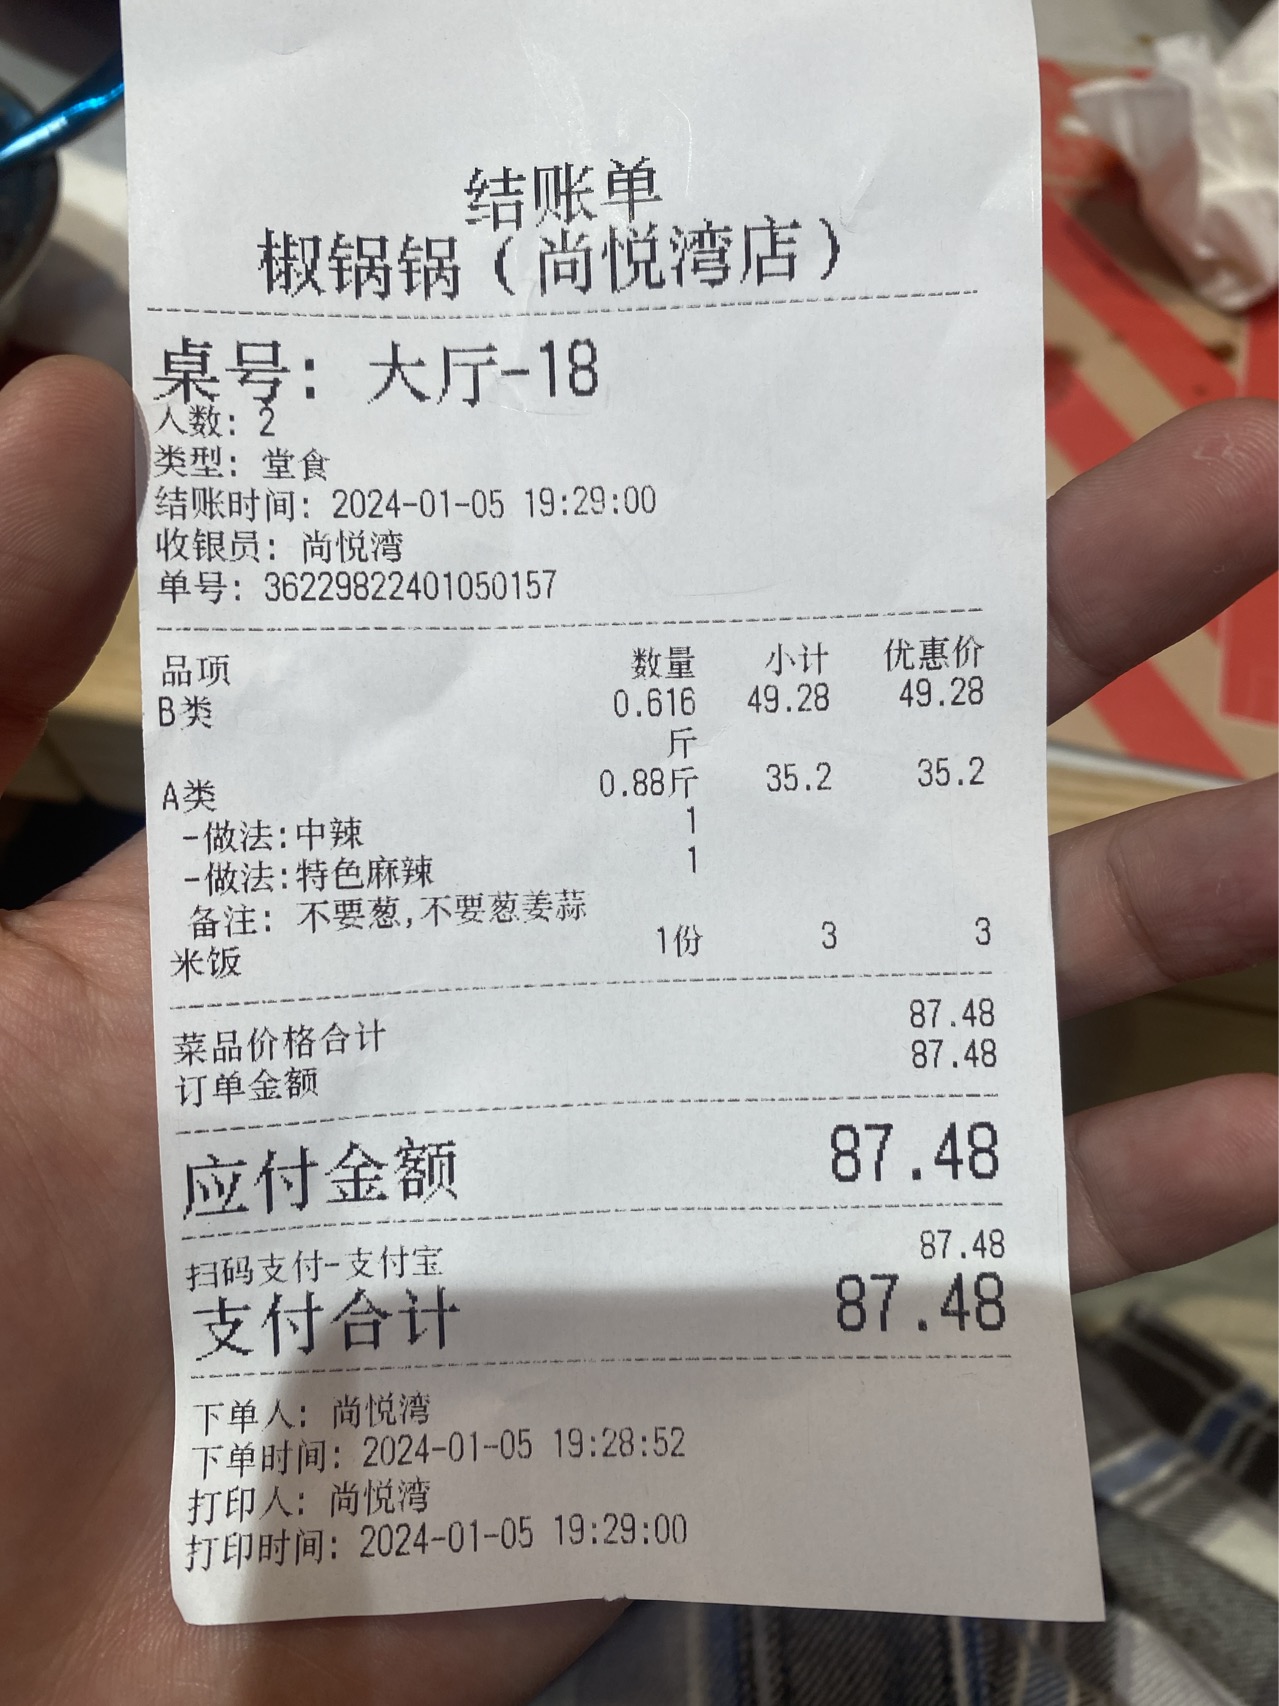 结账单
椒锅锅（尚悦湾店）
桌号：大厅-18
人数：2
类型：堂食
结账时间：2024-01-05 19:29:00
收银员：尚悦湾
单号：36229822401050157
品项 数量 小计 优惠价
B类 0.616 49.28 49.28
斤
A类 0.88斤 35.2 35.2
-做法:中辣 1
-做法:特色麻辣 1
备注：不要葱,不要葱姜蒜
米饭 1份 3 3
菜品价格合计 87.48
订单金额 87.48
应付金额 87.48
扫码支付-支付宝 87.48
支付合计 87.48
下单人：尚悦湾
下单时间：2024-01-05 19:28:52
打印人：尚悦湾
打印时间：2024-01-05 19:29:00